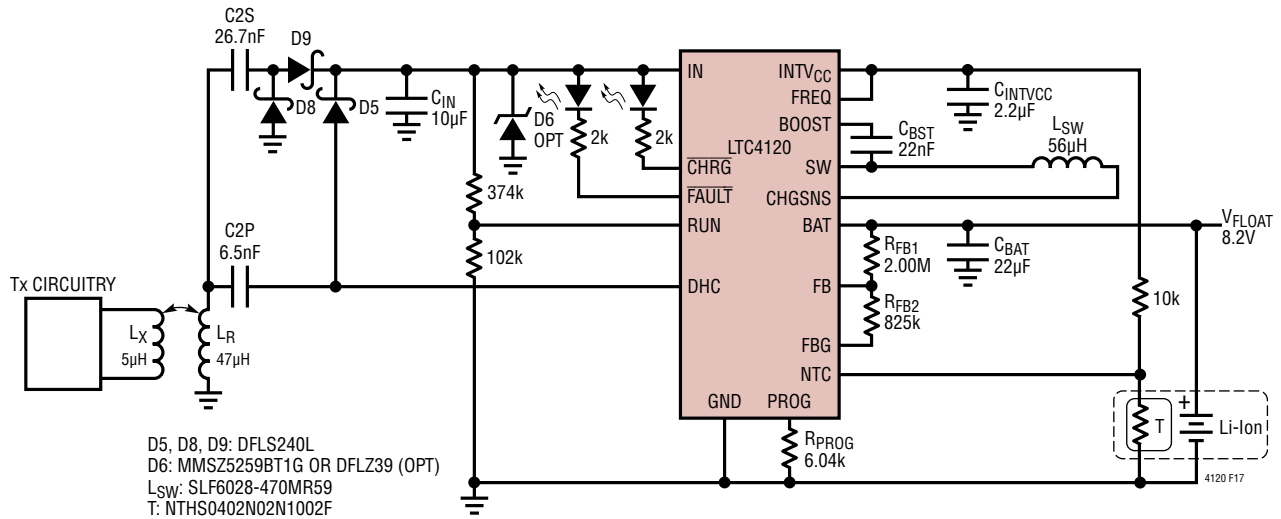 C2S
26.7nF
D9
D8
D5
CIN
10µF
D6
OPT
2k
2k
374k
102k
C2P
6.5nF
Tx CIRCUITRY
LX
5µH
LR
47µH
IN
CHRG
FAULT
RUN
DHC
GND
PROG
LTC4120
INTVCC
FREQ
BOOST
SW
CHGSNS
BAT
FB
FBG
NTC
CINTVCC
2.2µF
CBST
22nF
LSW
56µH
VFLOAT
8.2V
RFB1
2.00M
CBAT
22µF
RFB2
825k
10k
RPROG
6.04k
T
+
Li-Ion
4120 F17
D5, D8, D9: DFLS240L
D6: MMSZ5259BT1G OR DFLZ39 (OPT)
LSW: SLF6028-470MR59
T: NTHS0402N02N1002F